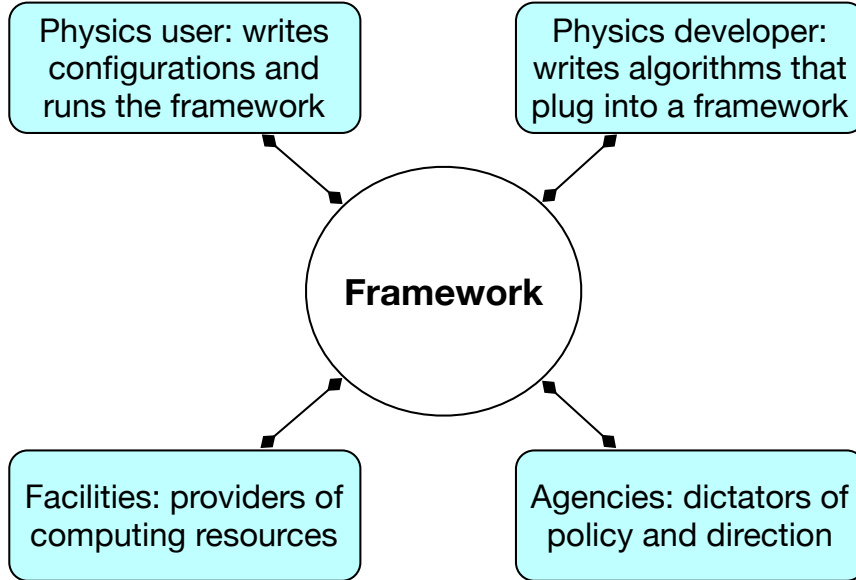 Physics user: writes
configurations and
runs the framework
Physics developer:
writes algorithms that
plug into a framework
Framework
Facilities: providers of
computing resources
Agencies: dictators of
policy and direction